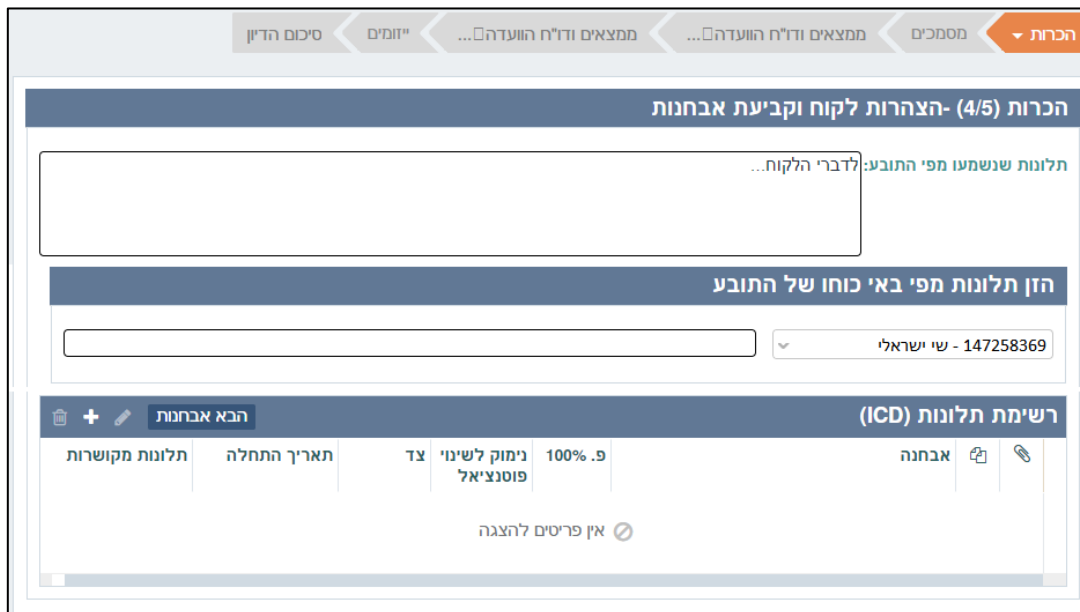 הכרות
מסמכים
ממצאים ודו"ח הוועדה...
ממצאים ודו"ח הוועדה...
ייזומים
סיכום הדיון
הכרות (4/5) -הצהרות לקוח וקביעת אבחנות
תלונות שנשמעו מפי התובע: לדברי הלקוח...
הזן תלונות מפי באי כוחו של התובע
147258369 - שי ישראלי
רשימת תלונות (ICD)
הבא אבחנות
אבחנה
פ. 100%
נימוק לשינוי פוטנציאל
צד
תאריך התחלה
תלונות מקושרות
אין פריטים להצגה